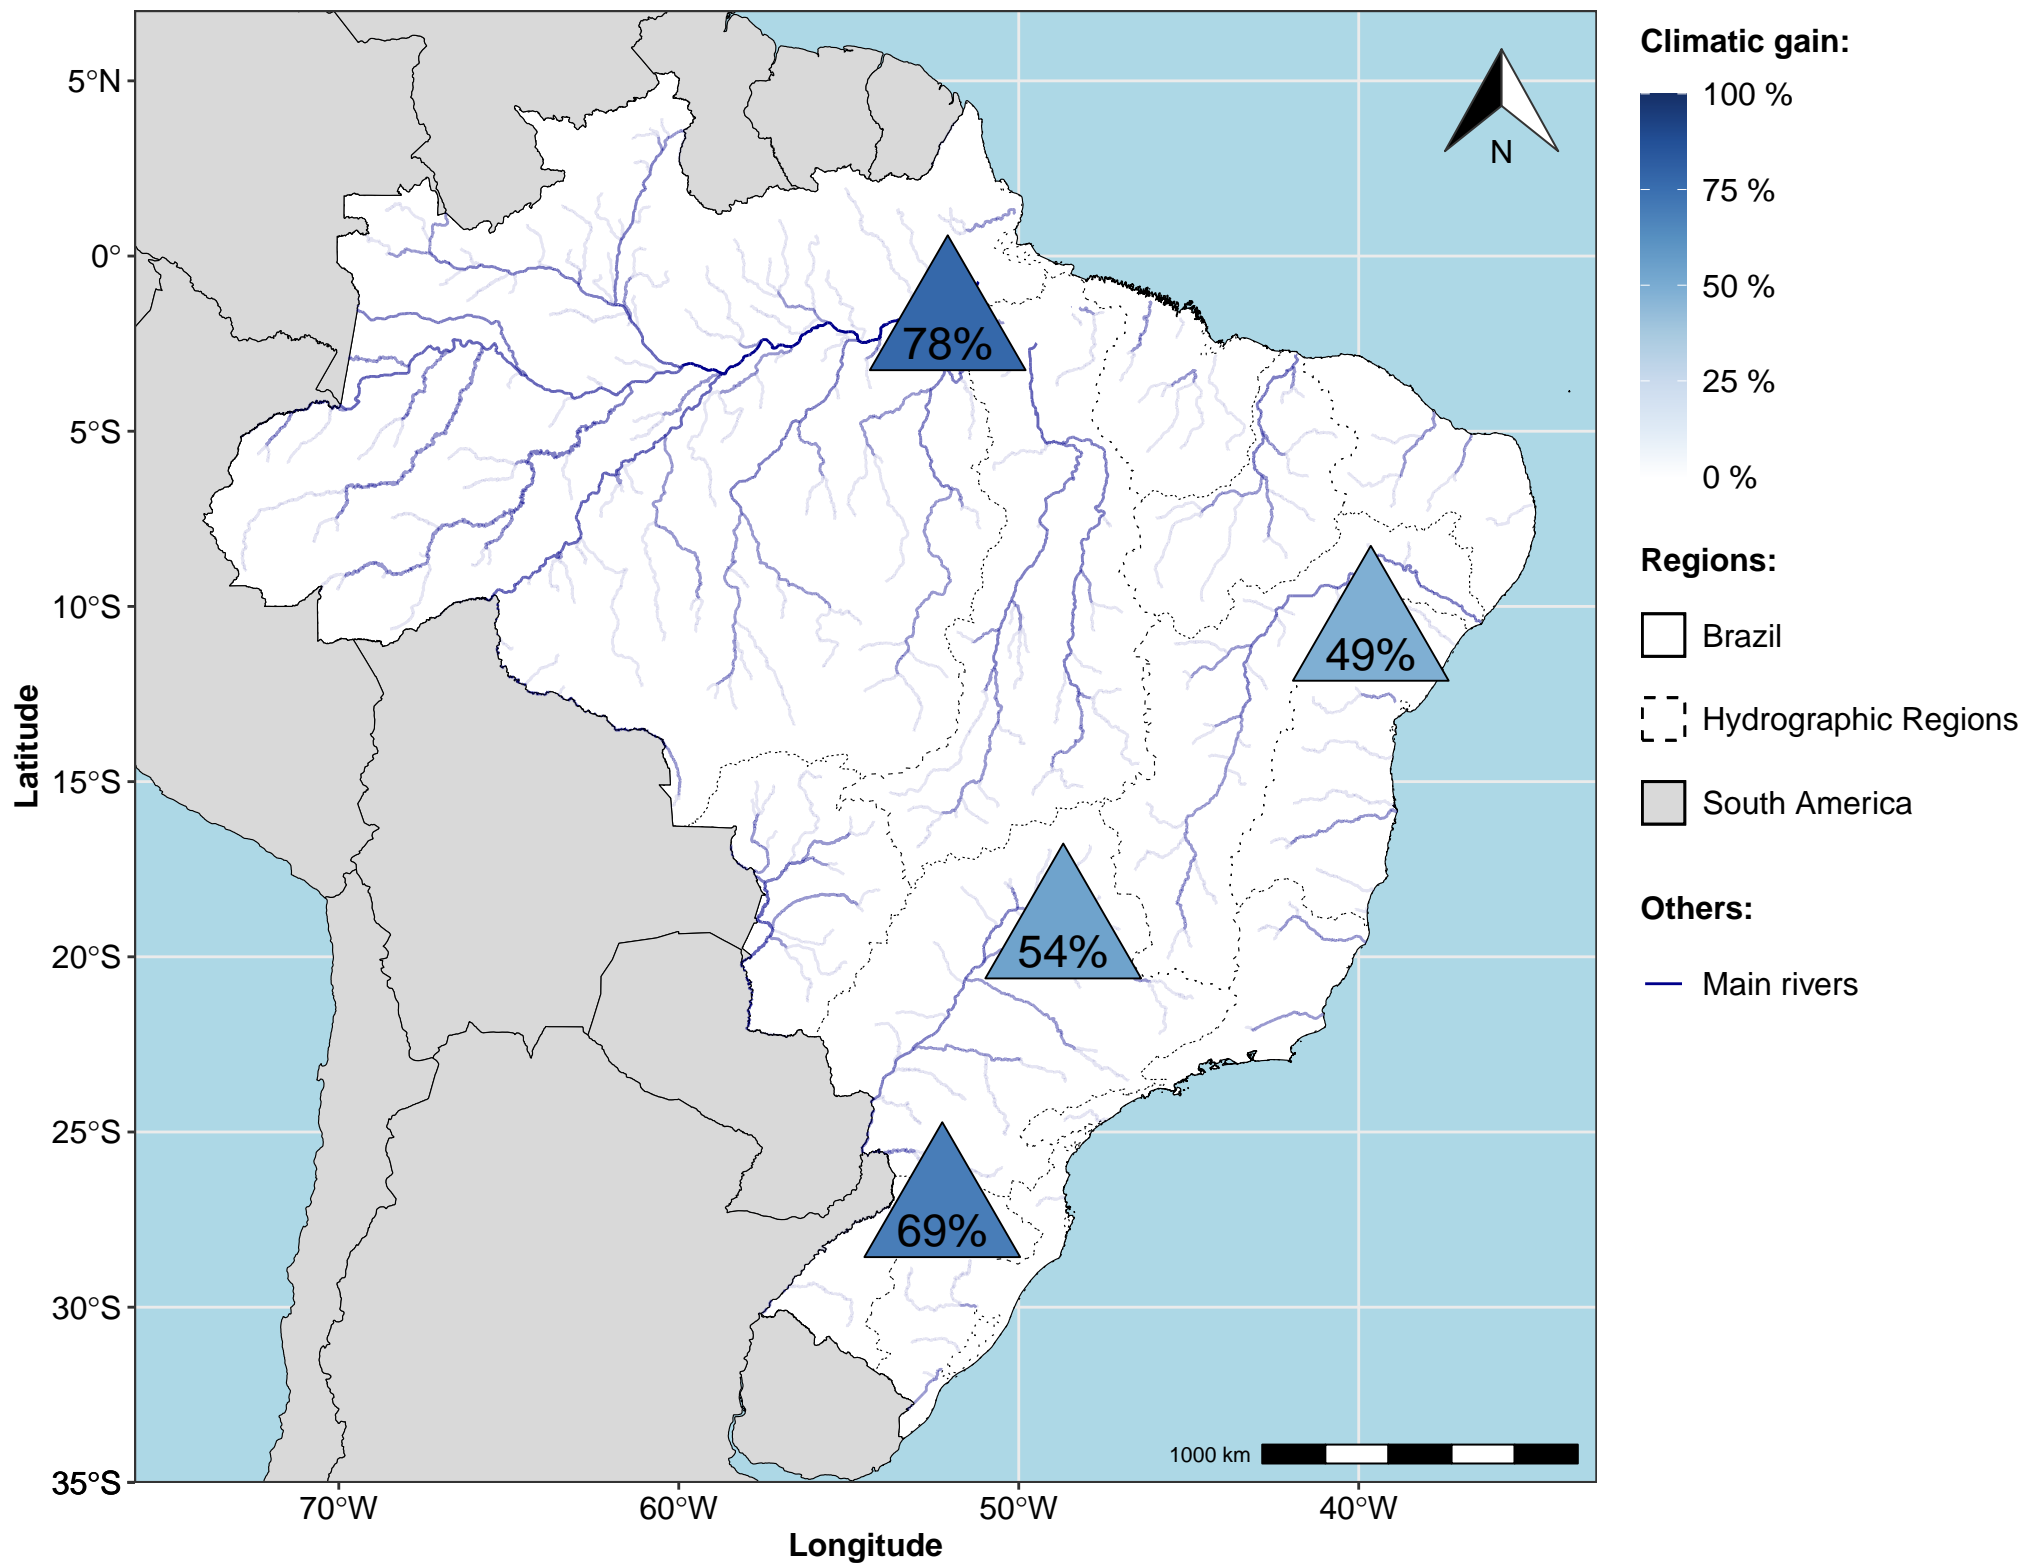 5°N
0°
5°S
10°S
15°S
20°S
25°S
30°S
35°S
Latitude
70°W
60°W
50°W
40°W
Longitude
78%
49%
54%
69%
N
1000 km
Climatic gain:
100 %
75 %
50 %
25 %
0 %
Regions:
Brazil
Hydrographic Regions
South America
Others:
Main rivers